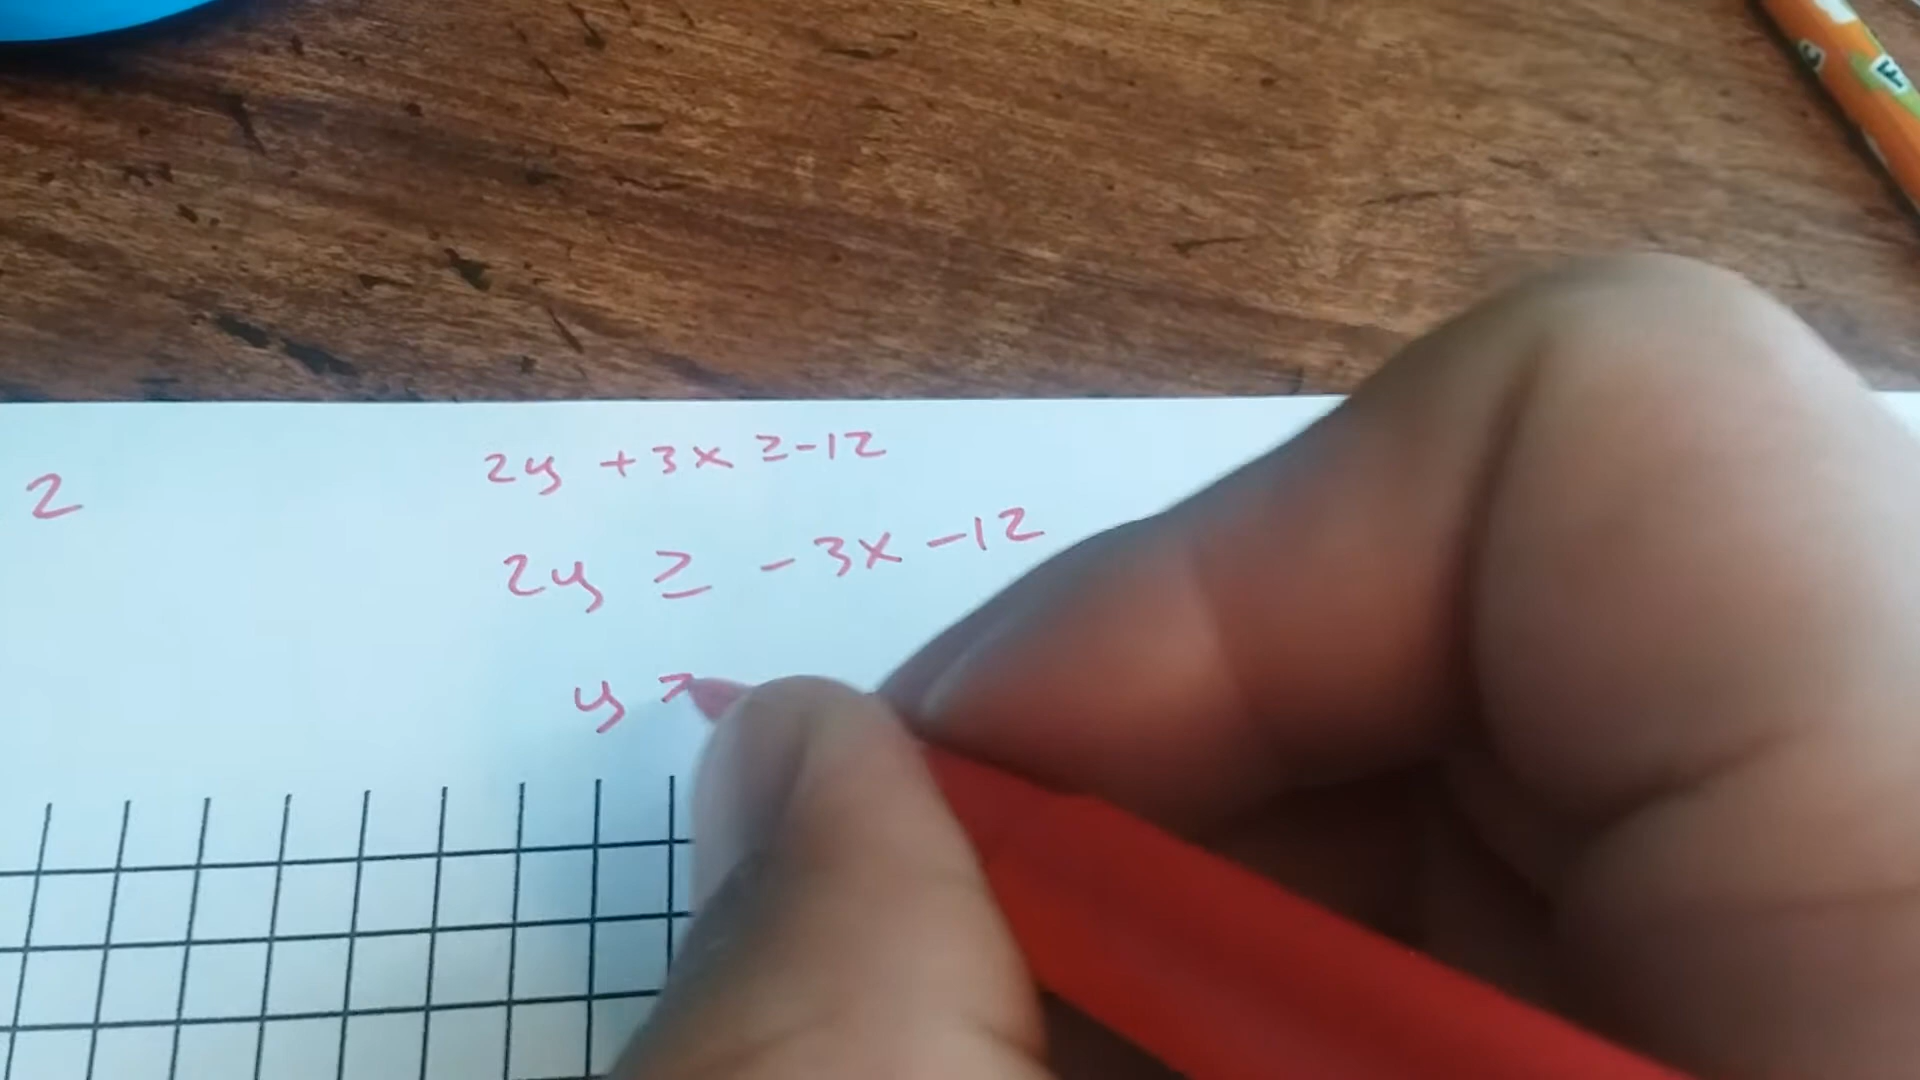 2y + 3x ≥ -12
2
2y ≥ - 3x - 12
y >